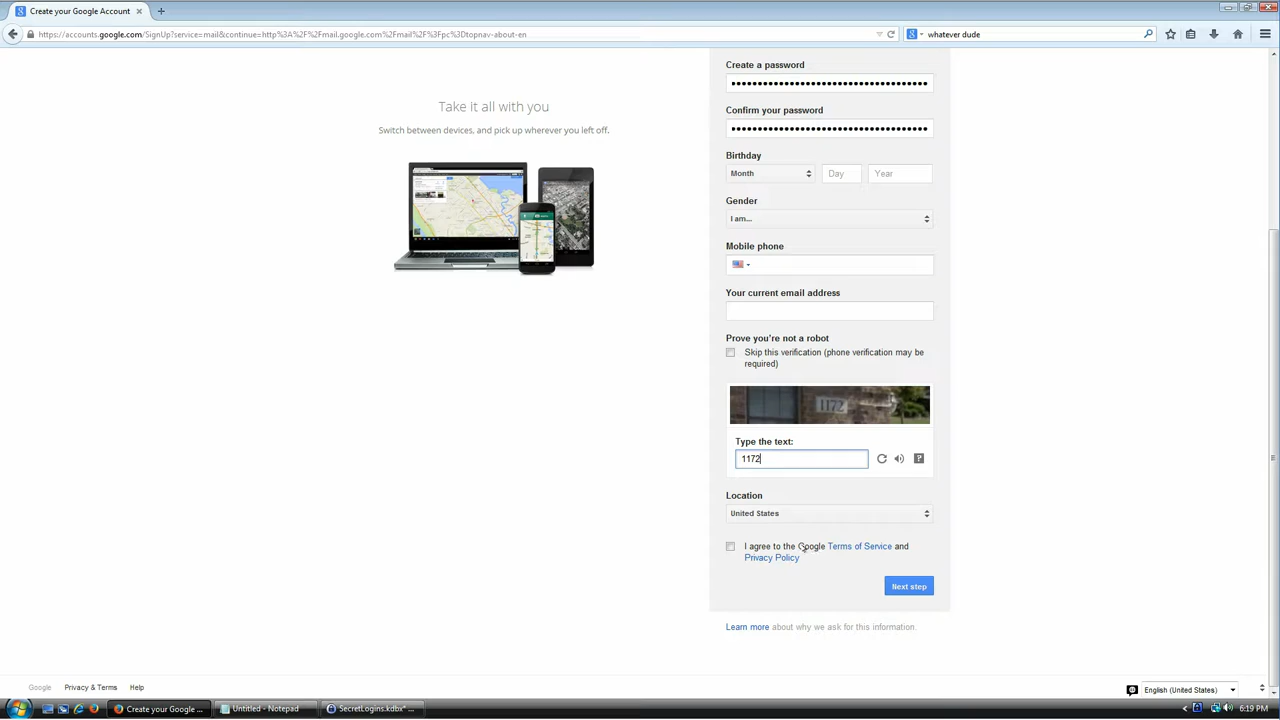 Create your Google Account
https://accounts.google.com/SignUp?service=mail&continue=http%3A%2F%2Fmail.google.com%2Fmail%2F%3Fpc%3Dtopnav-about-en
whatever dude
Take it all with you
Switch between devices, and pick up wherever you left off.
Create a password
Confirm your password
Birthday
Month
Day
Year
Gender
I am...
Mobile phone
Your current email address
Prove you're not a robot
Skip this verification (phone verification may be
required)
1172
Type the text:
1172
Location
United States
I agree to the Google Terms of Service and
Privacy Policy
Next step
Learn more about why we ask for this information.
Google Privacy & Terms Help
English (United States)
Create your Google ...
Untitled - Notepad
SecretLogins.kdbx* ...
6:19 PM